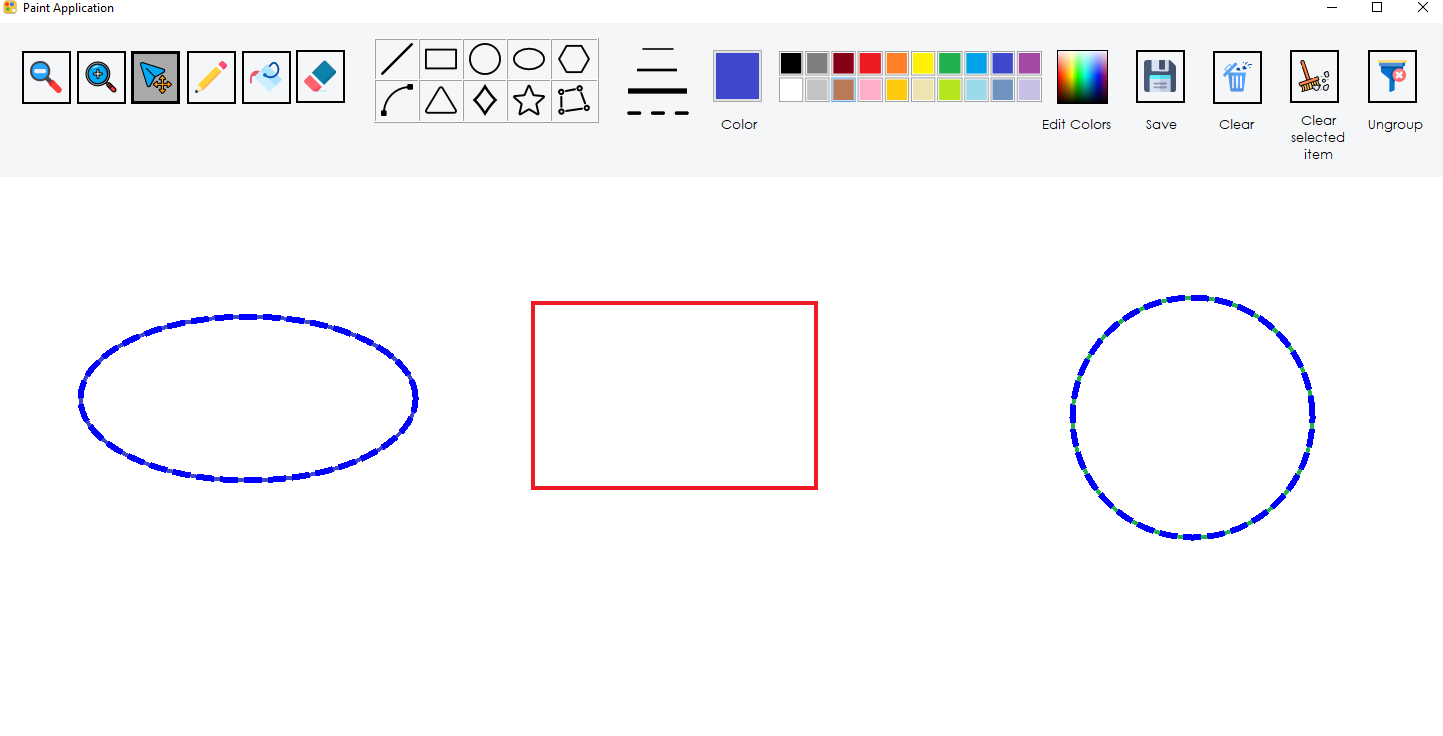 Paint Application
Color
Edit Colors
Save
Clear
Clear
selected
item
Ungroup